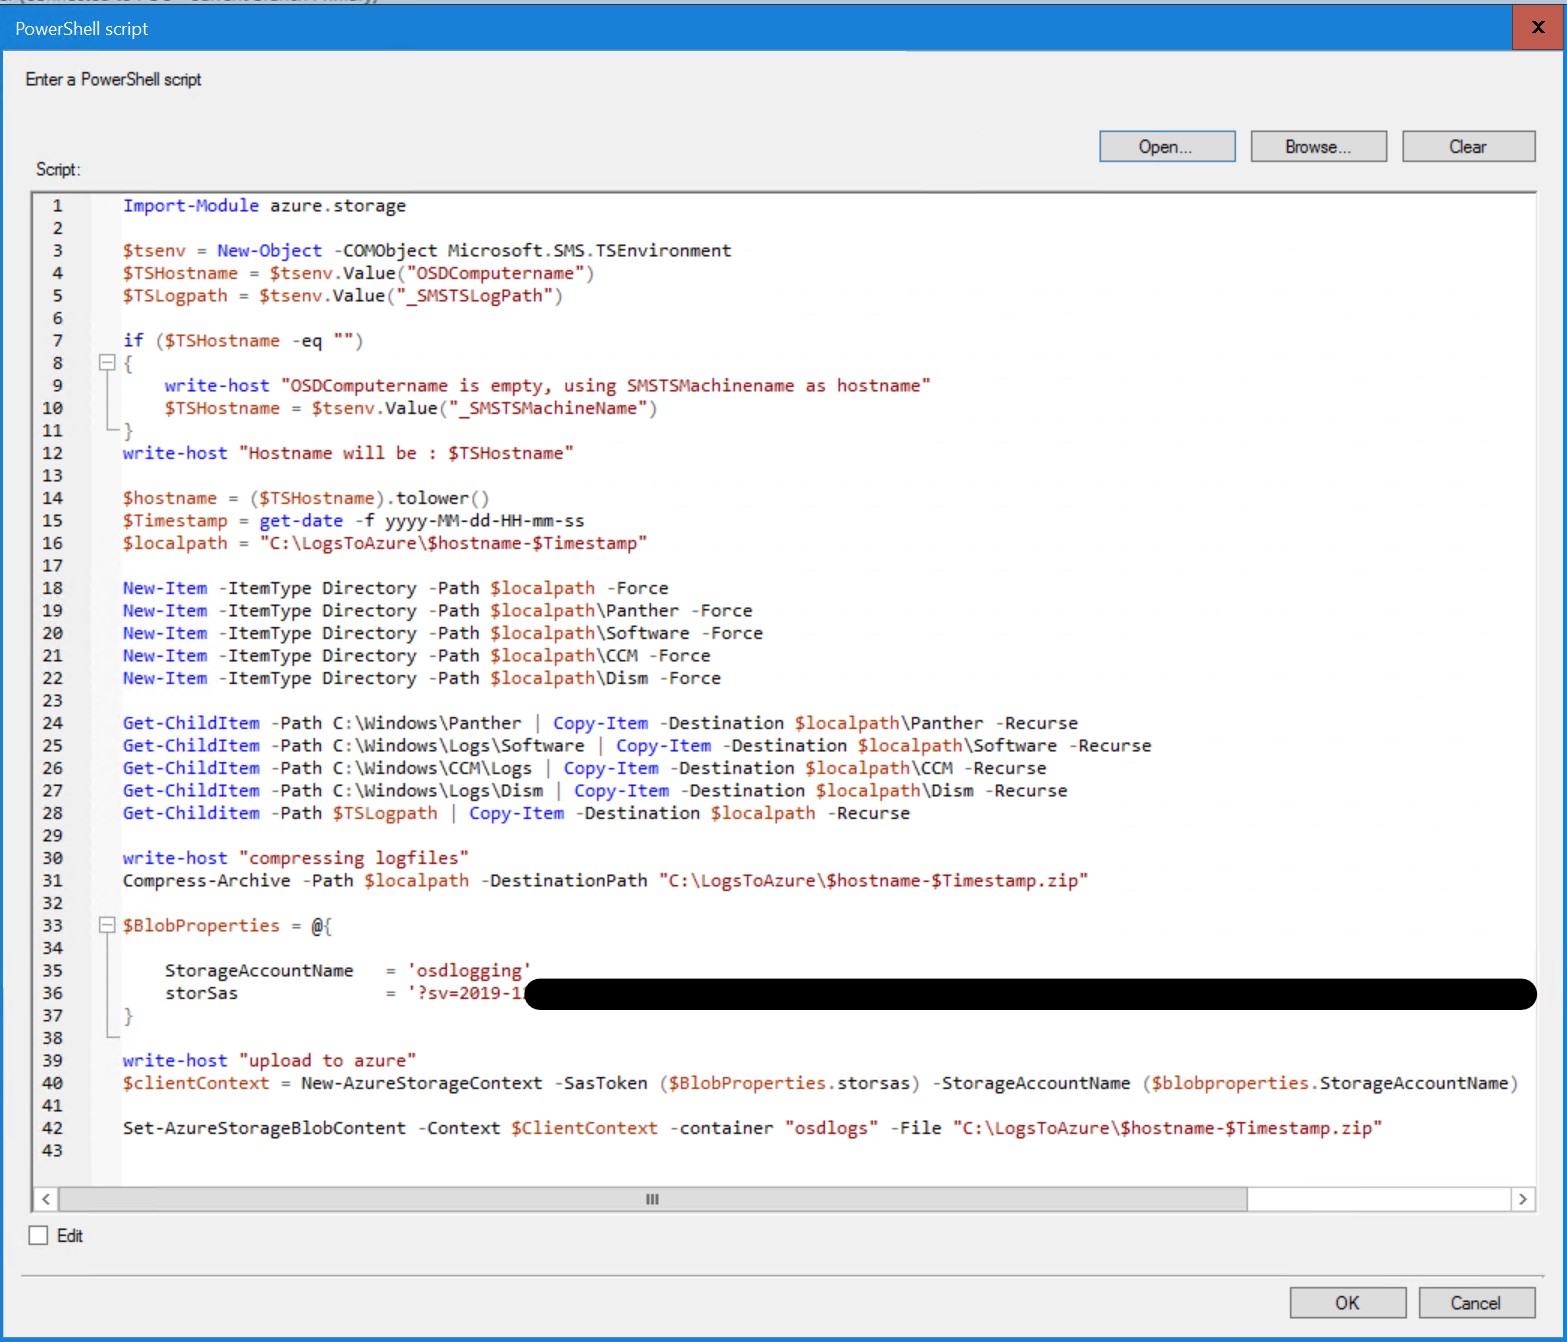 PowerShell script
X
Enter a PowerShell script
Open...
Browse...
Clear
Script:
1 Import-Module azure.storage
2
3 $tsenv = New-Object -COMObject Microsoft.SMS.TSEnvironment
4 $TSHostname = $tsenv.Value("OSDComputername")
5 $TSLogpath = $tsenv.Value("_SMSTSLogPath")
6
7 if ($TSHostname -eq "")
8 {
9 write-host "OSDComputername is empty, using SMSTSMachinename as hostname"
10 $TSHostname = $tsenv.Value("_SMSTSMachineName")
11 }
12 write-host "Hostname will be : $TSHostname"
13
14 $hostname = ($TSHostname).tolower()
15 $Timestamp = get-date -f yyyy-MM-dd-HH-mm-ss
16 $localpath = "C:\LogsToAzure\$hostname-$Timestamp"
17
18 New-Item -ItemType Directory -Path $localpath -Force
19 New-Item -ItemType Directory -Path $localpath\Panther -Force
20 New-Item -ItemType Directory -Path $localpath\Software -Force
21 New-Item -ItemType Directory -Path $localpath\CCM -Force
22 New-Item -ItemType Directory -Path $localpath\Dism -Force
23
24 Get-ChildItem -Path C:\Windows\Panther | Copy-Item -Destination $localpath\Panther -Recurse
25 Get-ChildItem -Path C:\Windows\Logs\Software | Copy-Item -Destination $localpath\Software -Recurse
26 Get-ChildItem -Path C:\Windows\CCM\Logs | Copy-Item -Destination $localpath\CCM -Recurse
27 Get-ChildItem -Path C:\Windows\Logs\Dism | Copy-Item -Destination $localpath\Dism -Recurse
28 Get-Childitem -Path $TSLogpath | Copy-Item -Destination $localpath -Recurse
29
30 write-host "compressing logfiles"
31 Compress-Archive -Path $localpath -DestinationPath "C:\LogsToAzure\$hostname-$Timestamp.zip"
32
33 $BlobProperties = @{
34
35 StorageAccountName = 'osdlogging'
36 storSas = '?sv=2019-1
37 }
38
39 write-host "upload to azure"
40 $clientContext = New-AzureStorageContext -SasToken ($BlobProperties.storsas) -StorageAccountName ($blobproperties.StorageAccountName)
41
42 Set-AzureStorageBlobContent -Context $ClientContext -container "osdlogs" -File "C:\LogsToAzure\$hostname-$Timestamp.zip"
43
Edit
OK
Cancel